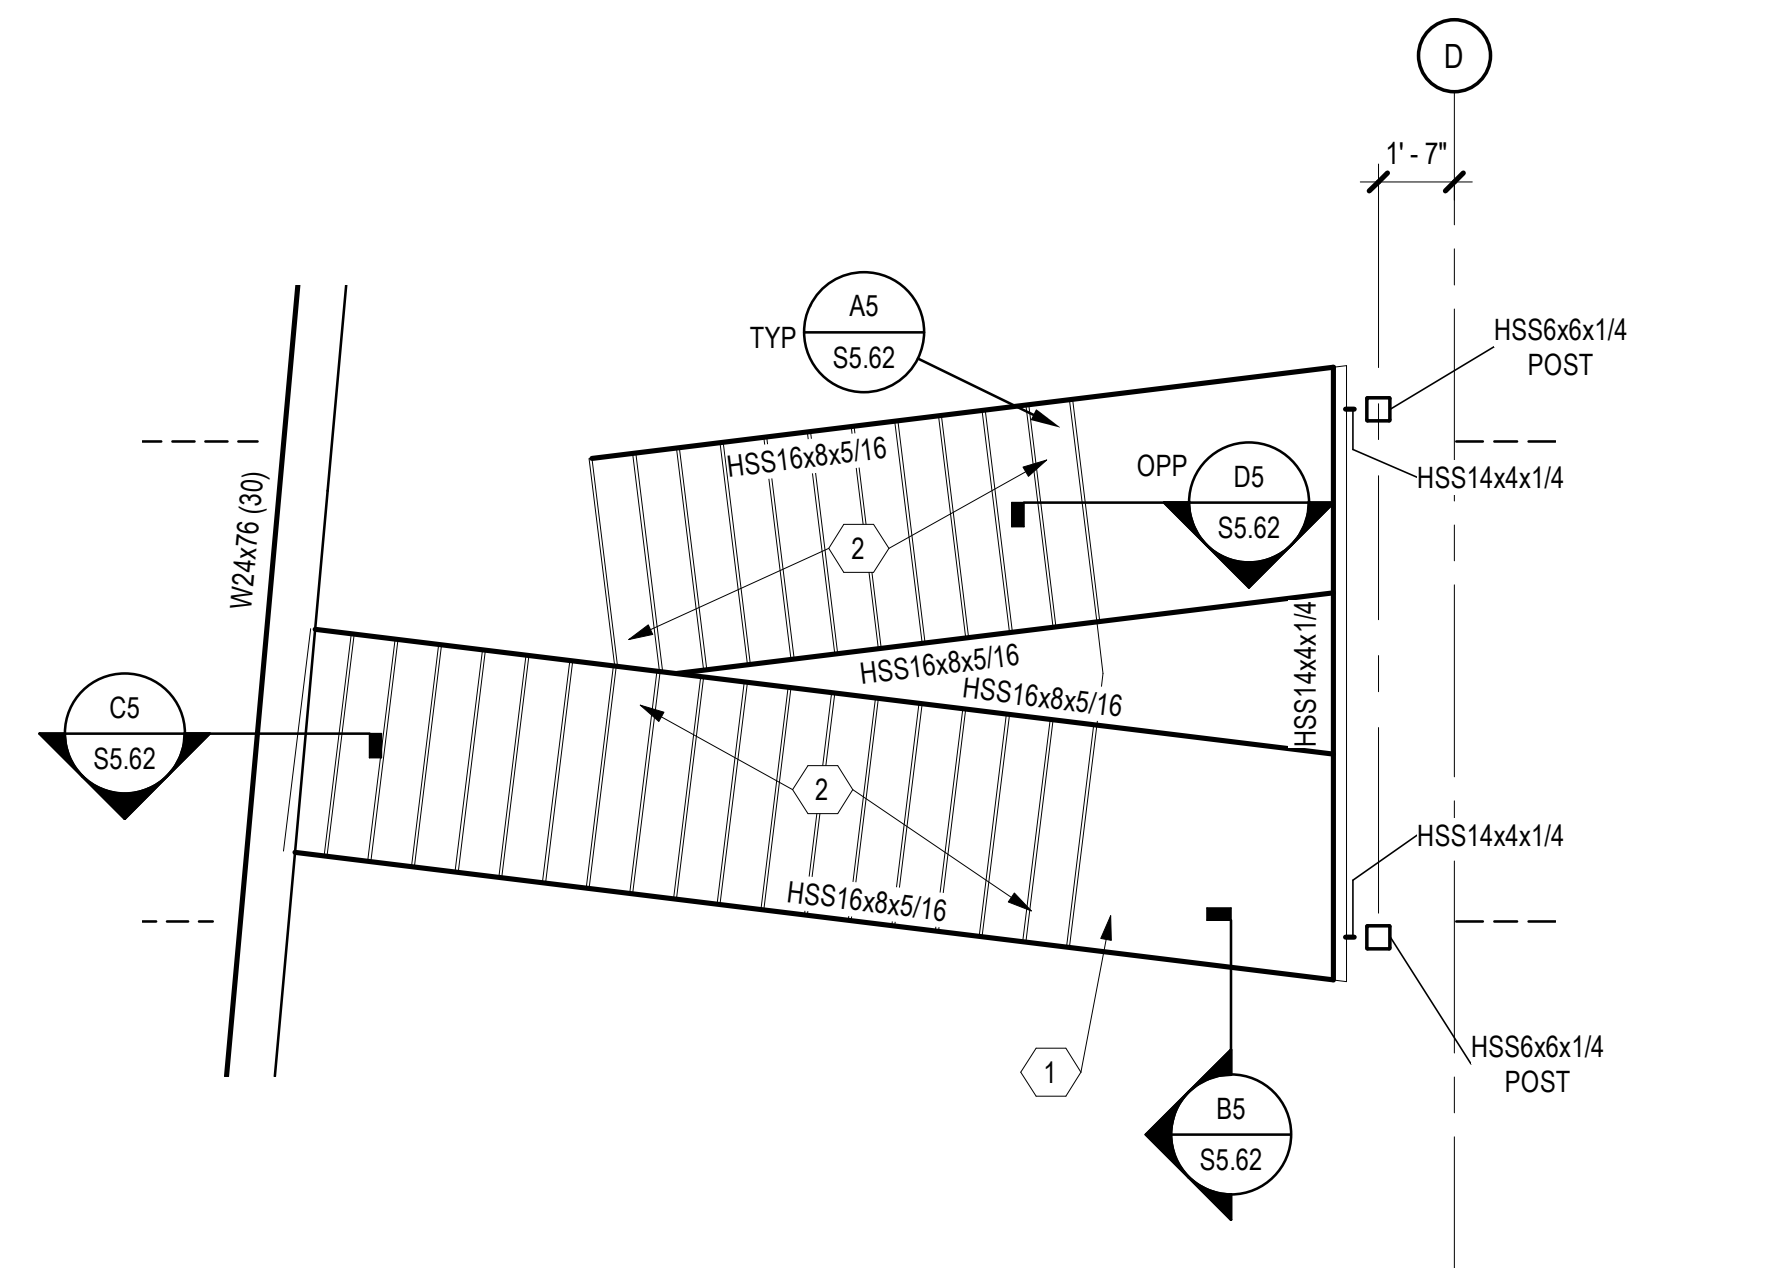 D
1' - 7"
A5
TYP
S5.62
HSS6x6x1/4
POST
HSS16x8x5/16
OPP
D5
S5.62
HSS14x4x1/4
W24x76 (30)
2
HSS14x4x1/4
HSS16x8x5/16
HSS16x8x5/16
C5
S5.62
2
HSS14x4x1/4
HSS16x8x5/16
HSS6x6x1/4
POST
1
B5
S5.62